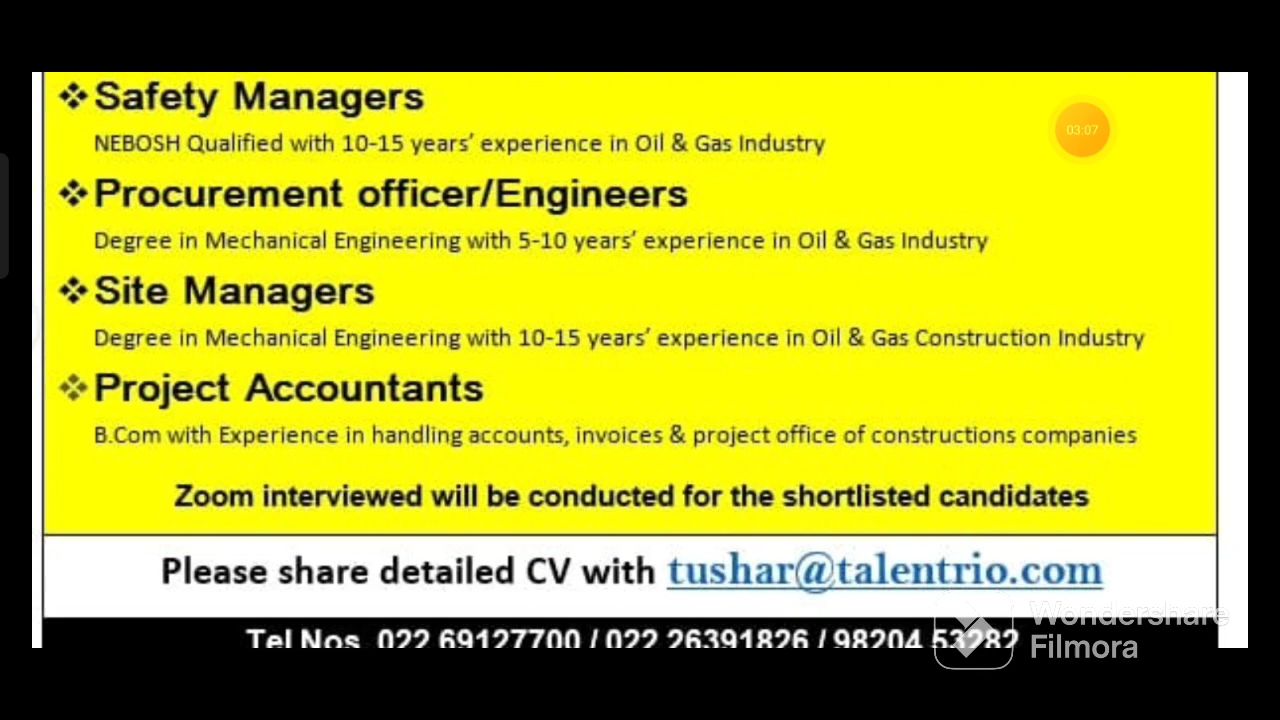 ❖Safety Managers
03:07
NEBOSH Qualified with 10-15 years’ experience in Oil & Gas Industry
❖Procurement officer/Engineers
Degree in Mechanical Engineering with 5-10 years’ experience in Oil & Gas Industry
❖Site Managers
Degree in Mechanical Engineering with 10-15 years’ experience in Oil & Gas Construction Industry
❖Project Accountants
B.Com with Experience in handling accounts, invoices & project office of constructions companies
Zoom interviewed will be conducted for the shortlisted candidates
Please share detailed CV with tushar@talentrio.com
Tel Nos 022 69127700 / 022 26391826 / 98204 53282
Wondershare
Filmora